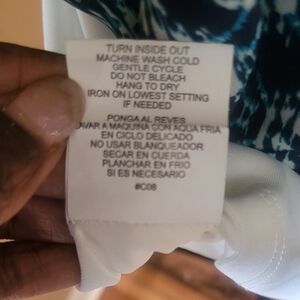 TURN INSIDE OUT
MACHINE WASH COLD
GENTLE CYCLE
DO NOT BLEACH
HANG TO DRY
IRON ON LOWEST SETTING
IF NEEDED
PONGA AL REVES
LAVAR A MAQUINA CON AQUA FRIA
EN CICLO DELICADO
NO USAR BLANQUEADOR
SECAR EN CUERDA
PLANCHAR EN FRIO
SI ES NECESARIO
#C08